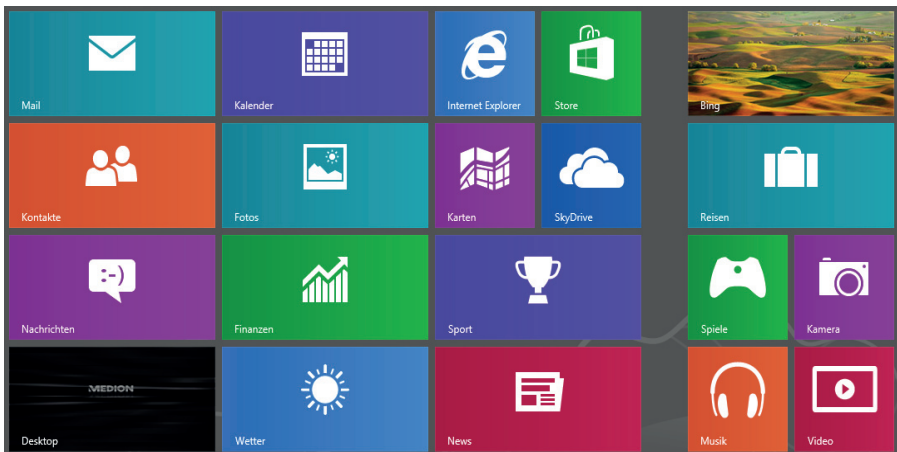 Mail
Kalender
Internet Explorer
Store
Bing
Kontakte
Fotos
Karten
SkyDrive
Reisen
:-)
Nachrichten
Finanzen
Sport
Spiele
Kamera
MEDION
Desktop
Wetter
News
Musik
Video